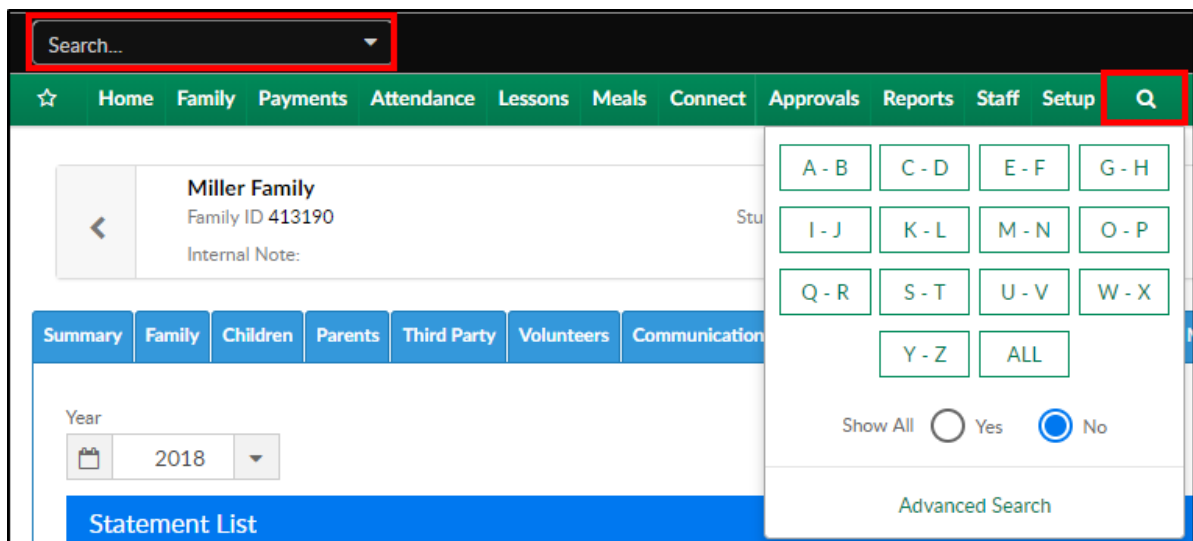 Search...
Home Family Payments Attendance Lessons Meals Connect Approvals Reports Staff Setup
A - B C - D E - F G - H
Miller Family
Family ID 413190 Stu
I - J K - L M - N O - P
Internal Note:
Q - R S - T U - V W - X
Summary Family Children Parents Third Party Volunteers Communication
Y - Z ALL
Year
Show All Yes No
2018
Advanced Search
Statement List